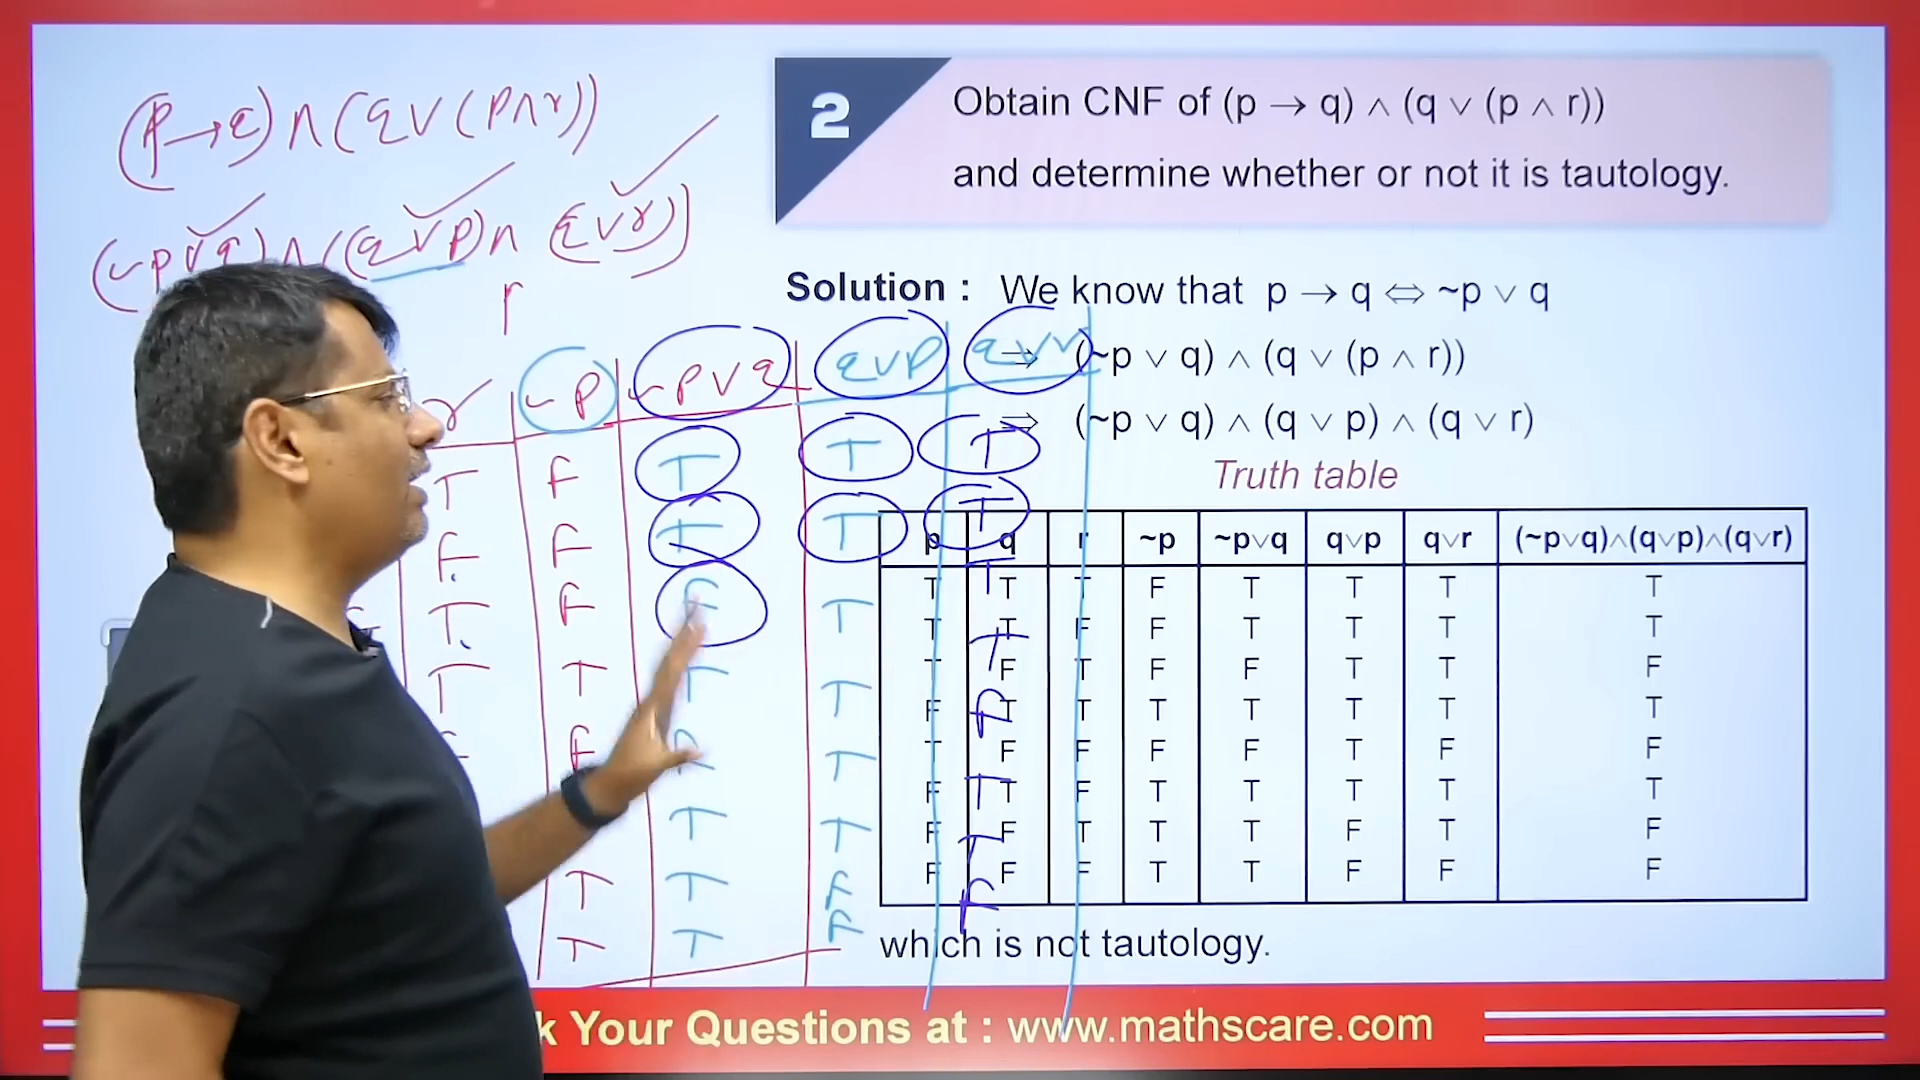 (p→q)∧(q∨(p∧r))
(~p∨q)∧(q∨p)∧(q∨r)
r
r ~p ~p∨q q∨p q∨r
T F T T T
F F T T T
T F F T T
T T T T T
F F F T F
T T T
T T F T
T T F F
2
Obtain CNF of (p → q) ∧ (q ∨ (p ∧ r))
and determine whether or not it is tautology.
Solution : We know that p → q ⇔ ~p ∨ q
⇒ (~p ∨ q) ∧ (q ∨ (p ∧ r))
⇒ (~p ∨ q) ∧ (q ∨ p) ∧ (q ∨ r)
Truth table
p q r ~p ~p∨q q∨p q∨r (~p∨q)∧(q∨p)∧(q∨r)
T T T F T T T T
T T F F T T T T
T F T F F T T F
F T T T T T T T
T F F F F T F F
F T F T T T T T
F F T T T F T F
F F F T T F F F
which is not tautology.
k Your Questions at : www.mathscare.com